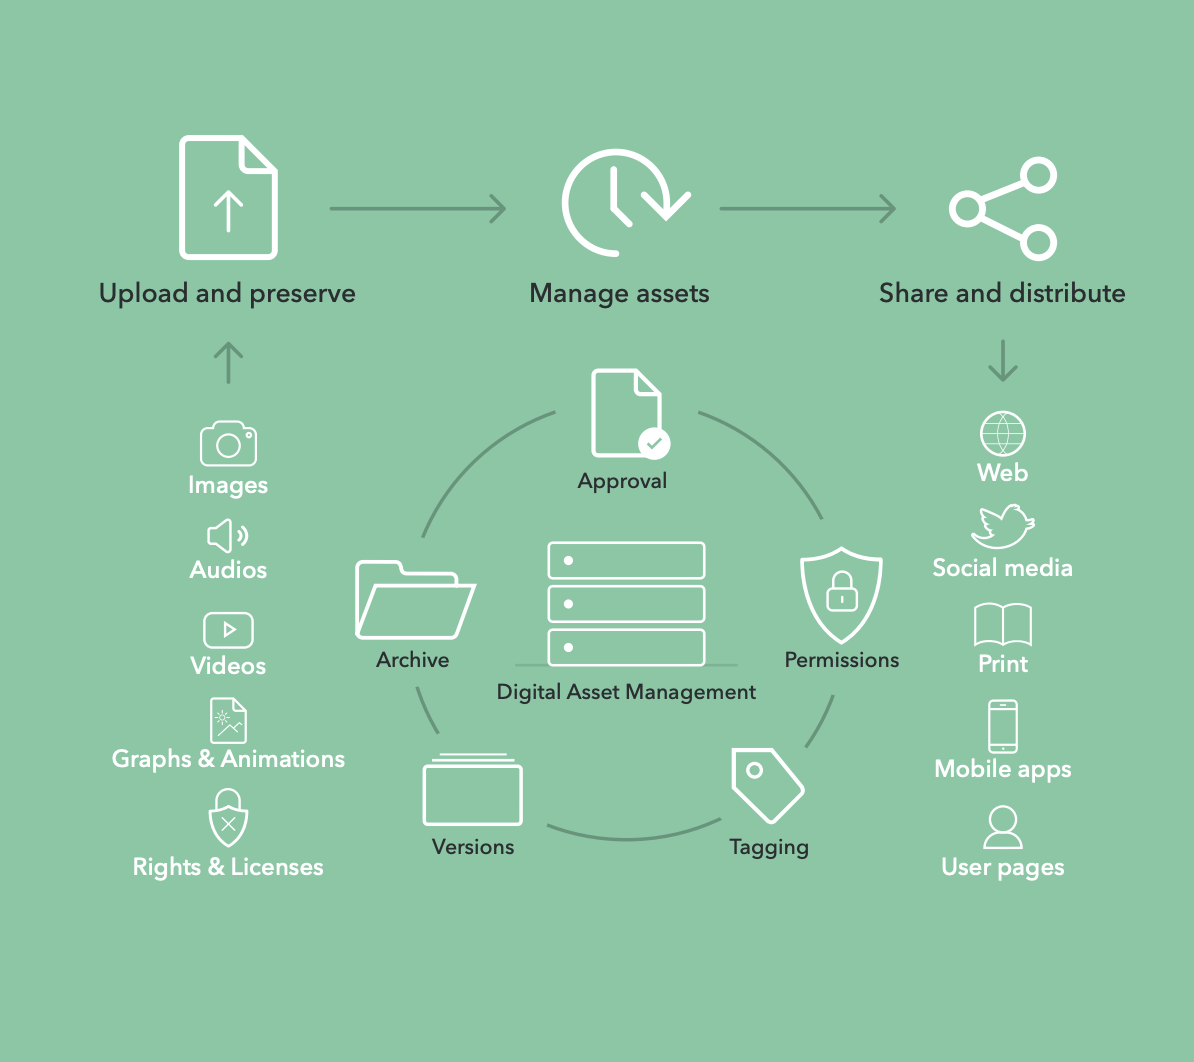 Upload and preserve
Manage assets
Share and distribute
Images
Audios
Videos
Graphs & Animations
Rights & Licenses
Approval
Archive
Digital Asset Management
Permissions
Versions
Tagging
Web
Social media
Print
Mobile apps
User pages